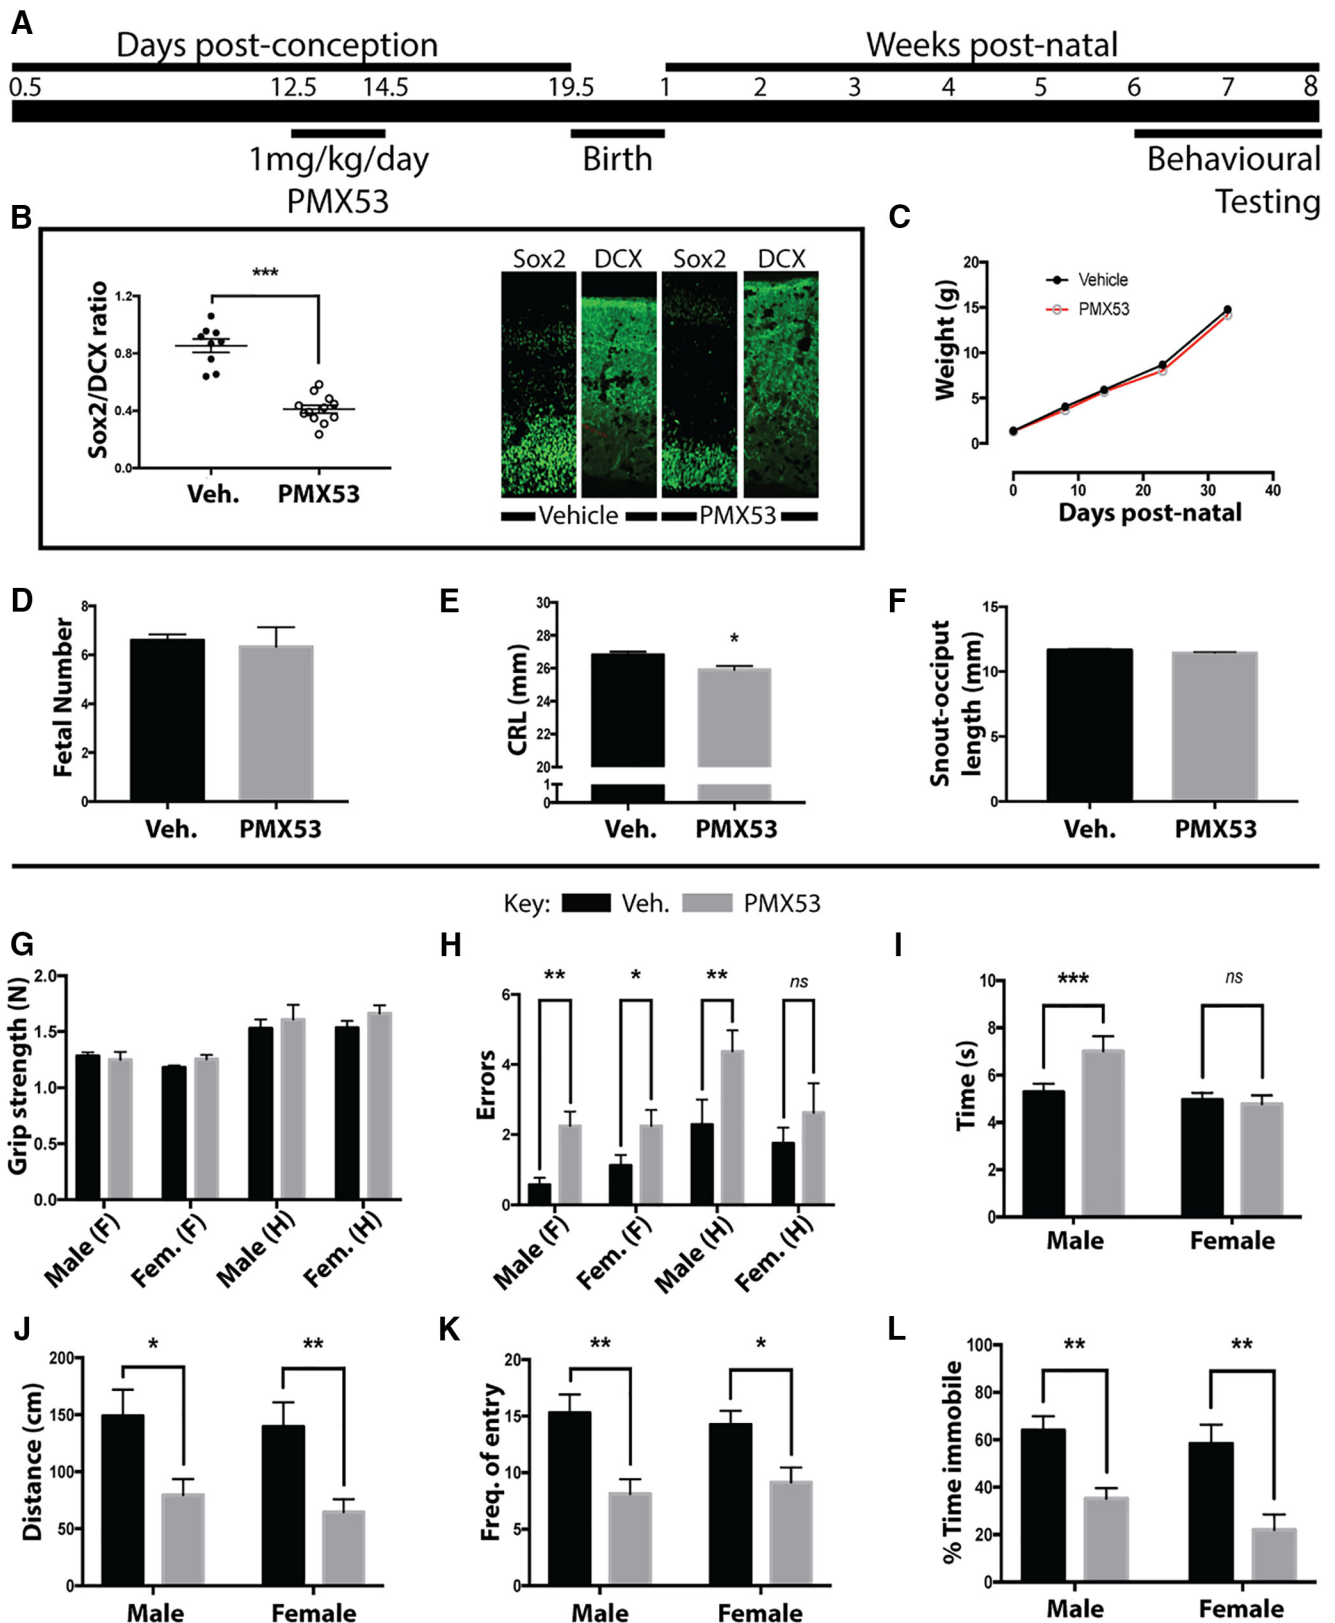 A
Days post-conception
Weeks post-natal
0.5 12.5 14.5 19.5 1 2 3 4 5 6 7 8
1mg/kg/day
PMX53
Birth
Behavioural
Testing
B
***
Sox2/DCX ratio
1.2
0.8
0.4
0.0
Veh. PMX53
Sox2 DCX Sox2 DCX
Vehicle PMX53
C
Weight (g)
20
15
10
5
0
Vehicle
PMX53
0 10 20 30 40
Days post-natal
D
Fetal Number
8
6
4
2
0
Veh. PMX53
E
CRL (mm)
30
28
26
24
22
20
1
0
*
Veh. PMX53
F
Snout-occiput
length (mm)
15
10
5
0
Veh. PMX53
Key: Veh. PMX53
G
Grip strength (N)
2.0
1.5
1.0
0.5
0.0
Male (F) Fem. (F) Male (H) Fem. (H)
H
Errors
6
4
2
0
** * ** ns
Male (F) Fem. (F) Male (H) Fem. (H)
I
Time (s)
10
8
6
4
2
0
*** ns
Male Female
J
Distance (cm)
200
150
100
50
0
* **
Male Female
K
Freq. of entry
20
15
10
5
0
** *
Male Female
L
% Time immobile
100
80
60
40
20
0
** **
Male Female